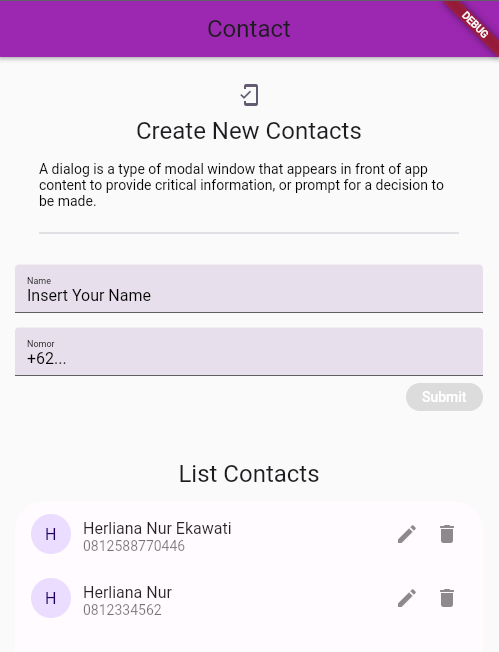 Contact
DEBUG
Create New Contacts
A dialog is a type of modal window that appears in front of app
content to provide critical information, or prompt for a decision to
be made.
Name
Insert Your Name
Nomor
+62...
Submit
List Contacts
H
Herliana Nur Ekawati
0812588770446
H
Herliana Nur
0812334562